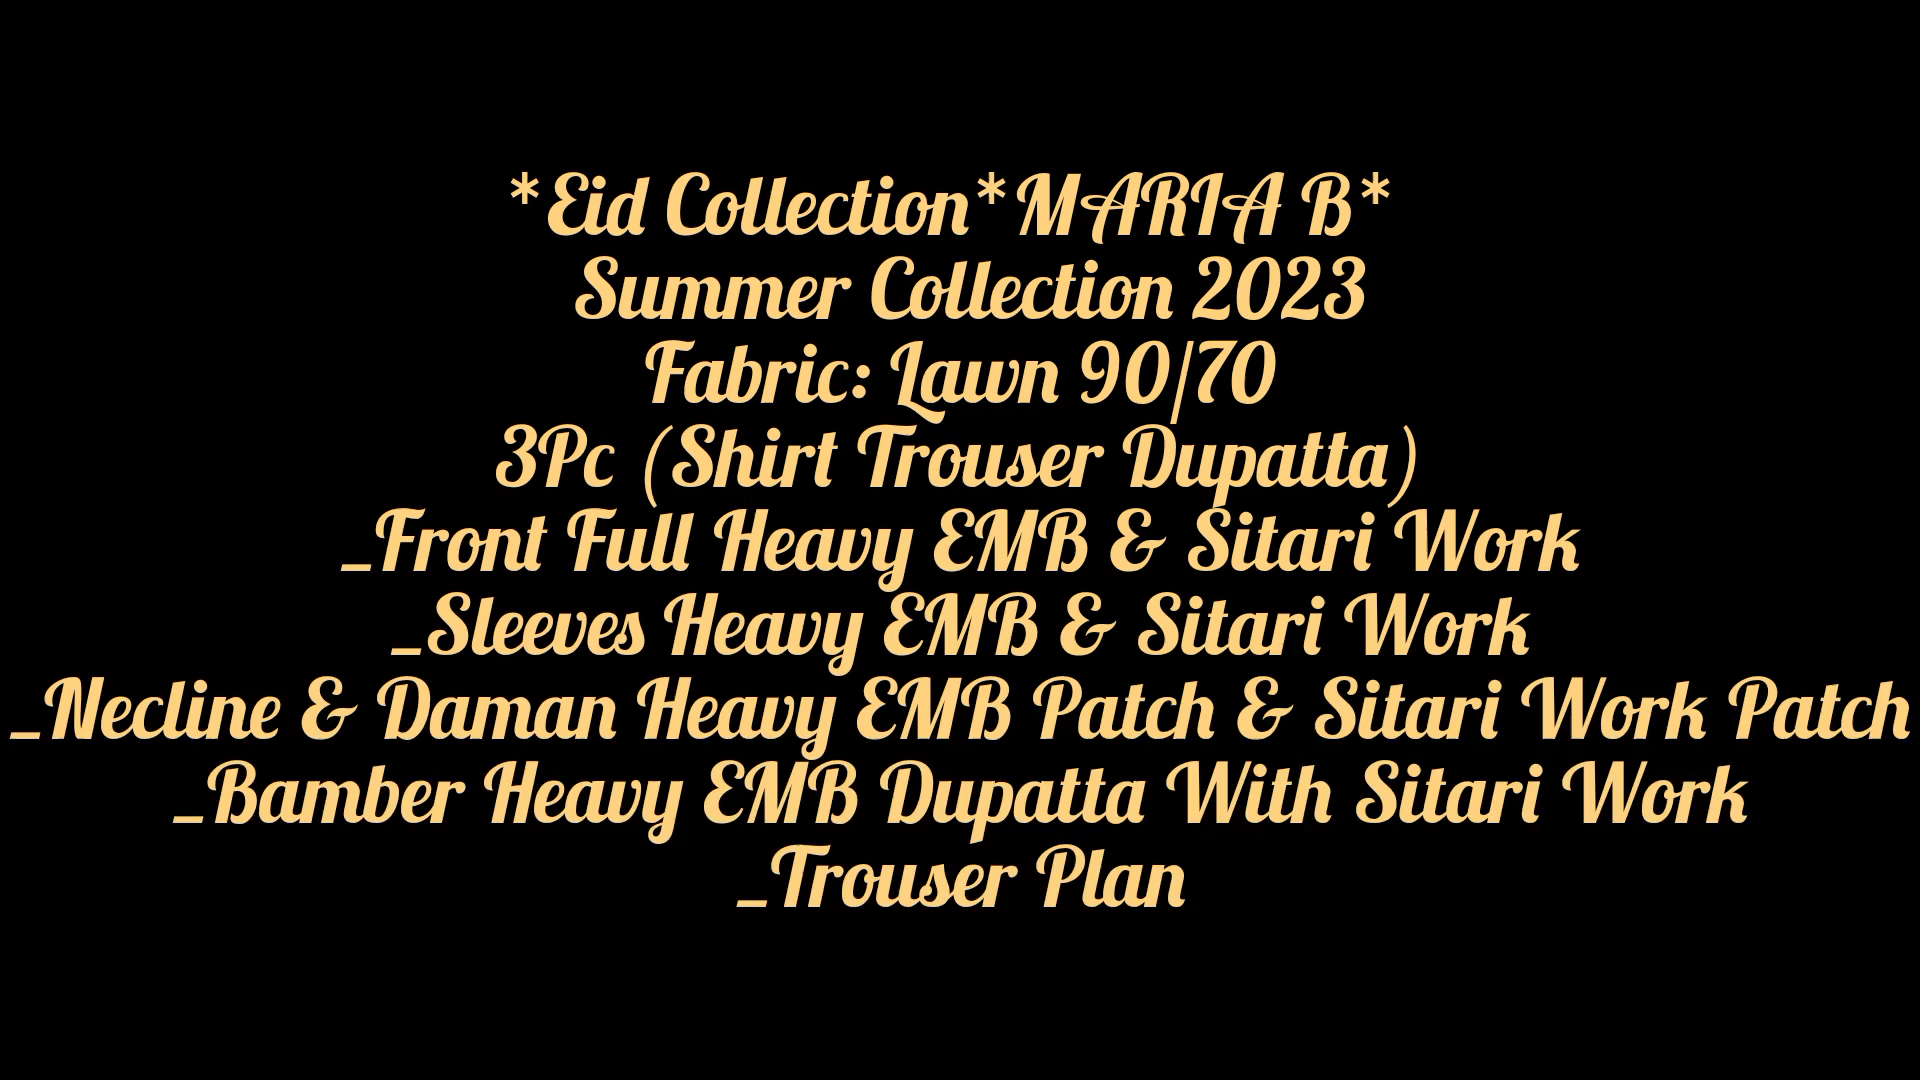 *Eid Collection*MARIA B*
Summer Collection 2023
Fabric: Lawn 90/70
3Pc (Shirt Trouser Dupatta)
_Front Full Heavy EMB & Sitari Work
_Sleeves Heavy EMB & Sitari Work
_Necline & Daman Heavy EMB Patch & Sitari Work Patch
_Bamber Heavy EMB Dupatta With Sitari Work
_Trouser Plan